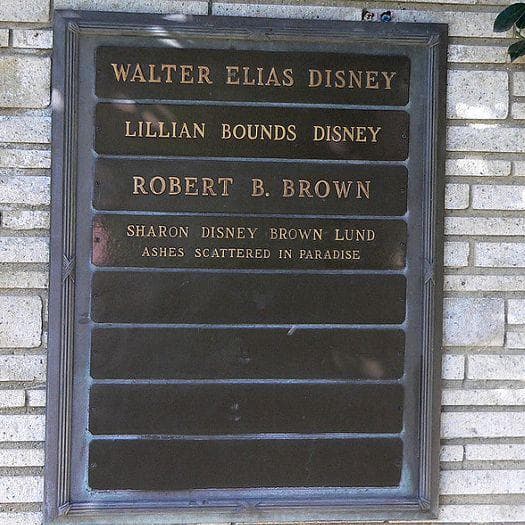 WALTER ELIAS DISNEY
LILLIAN BOUNDS DISNEY
ROBERT B. BROWN
SHARON DISNEY BROWN LUND
ASHES SCATTERED IN PARADISE